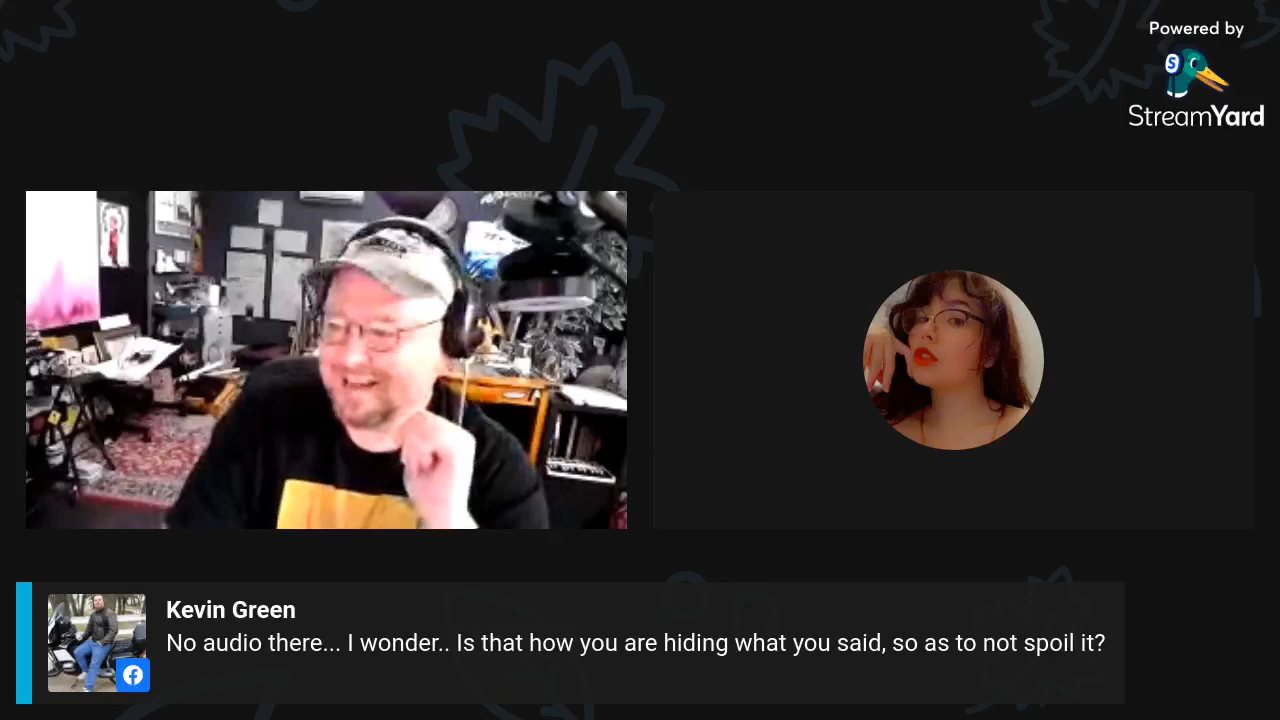 Powered by
StreamYard
Kevin Green
No audio there... I wonder.. Is that how you are hiding what you said, so as to not spoil it?